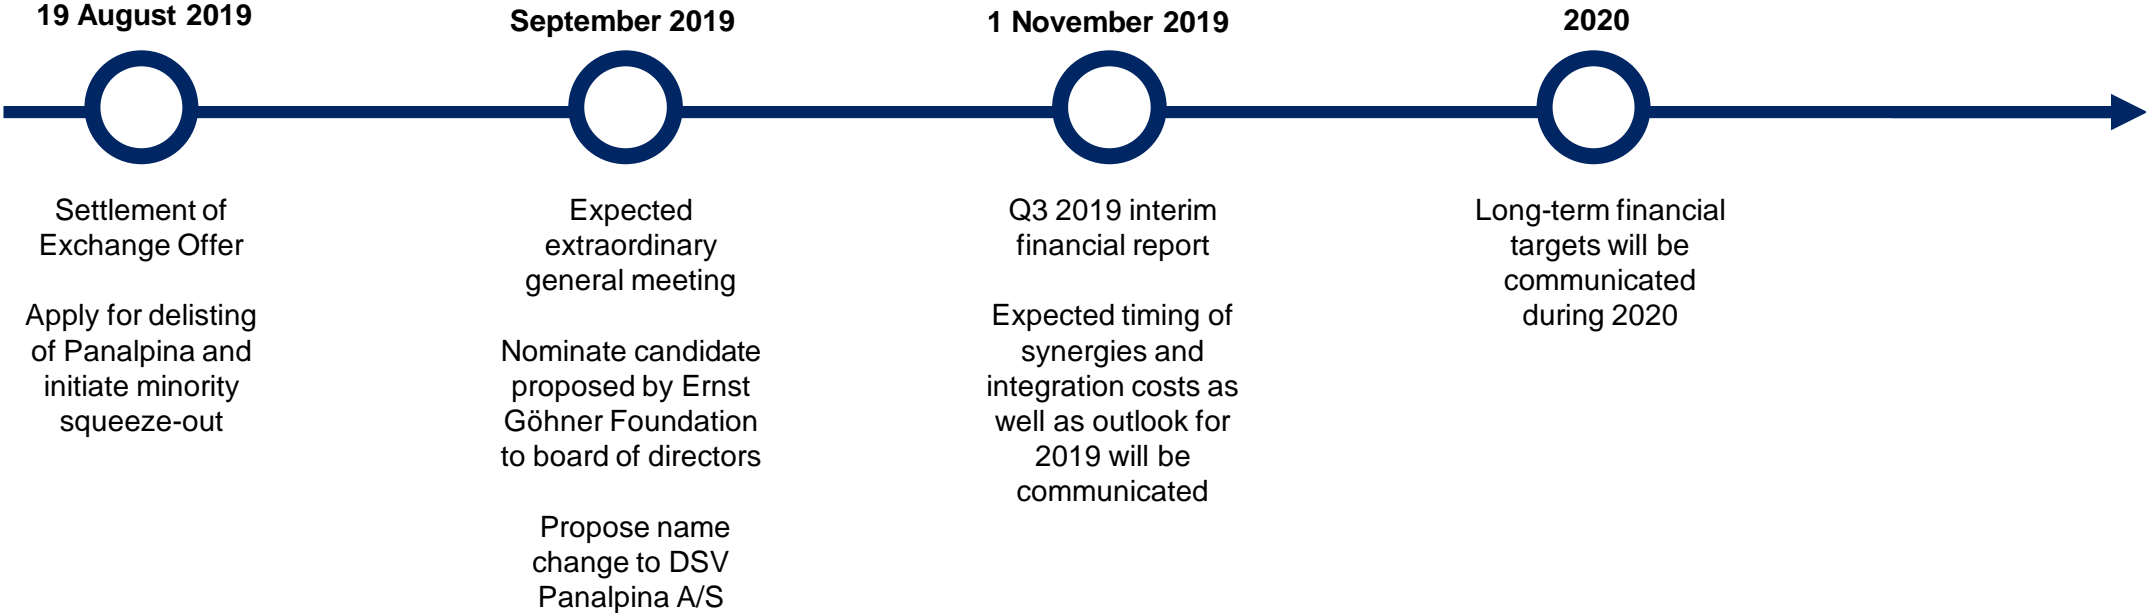 19 August 2019
Settlement of
Exchange Offer
Apply for delisting
of Panalpina and
initiate minority
squeeze-out
September 2019
Expected
extraordinary
general meeting
Nominate candidate
proposed by Ernst
Göhner Foundation
to board of directors
Propose name
change to DSV
Panalpina A/S
1 November 2019
Q3 2019 interim
financial report
Expected timing of
synergies and
integration costs as
well as outlook for
2019 will be
communicated
2020
Long-term financial
targets will be
communicated
during 2020